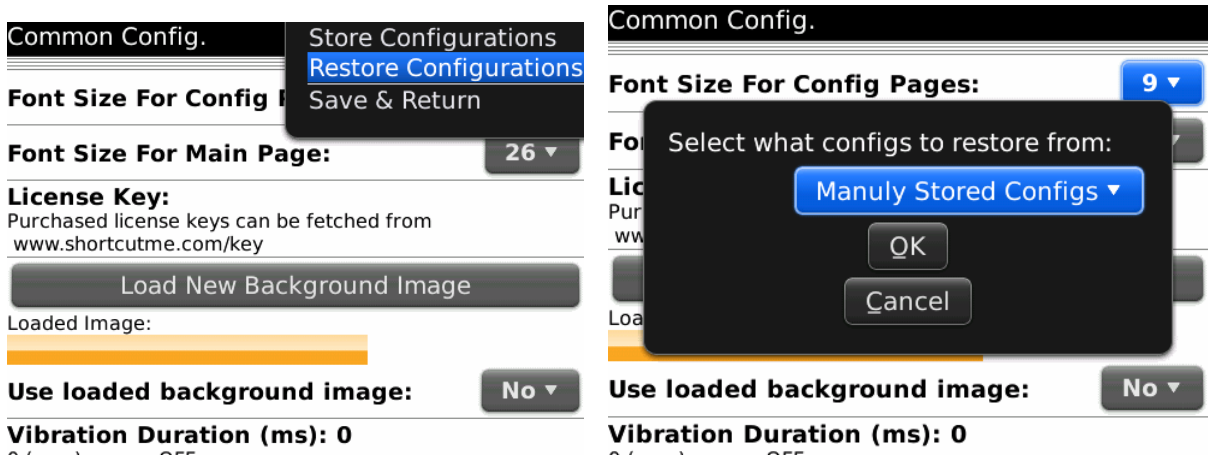 Common Config.
Store Configurations
Restore Configurations
Save & Return
Font Size For Config
Font Size For Main Page:
26
License Key:
Purchased license keys can be fetched from
www.shortcutme.com/key
Load New Background Image
Loaded Image:
Use loaded background image:
No
Vibration Duration (ms): 0
Common Config.
Font Size For Config Pages:
9
Select what configs to restore from:
Manuly Stored Configs
OK
Cancel
Use loaded background image:
No
Vibration Duration (ms): 0